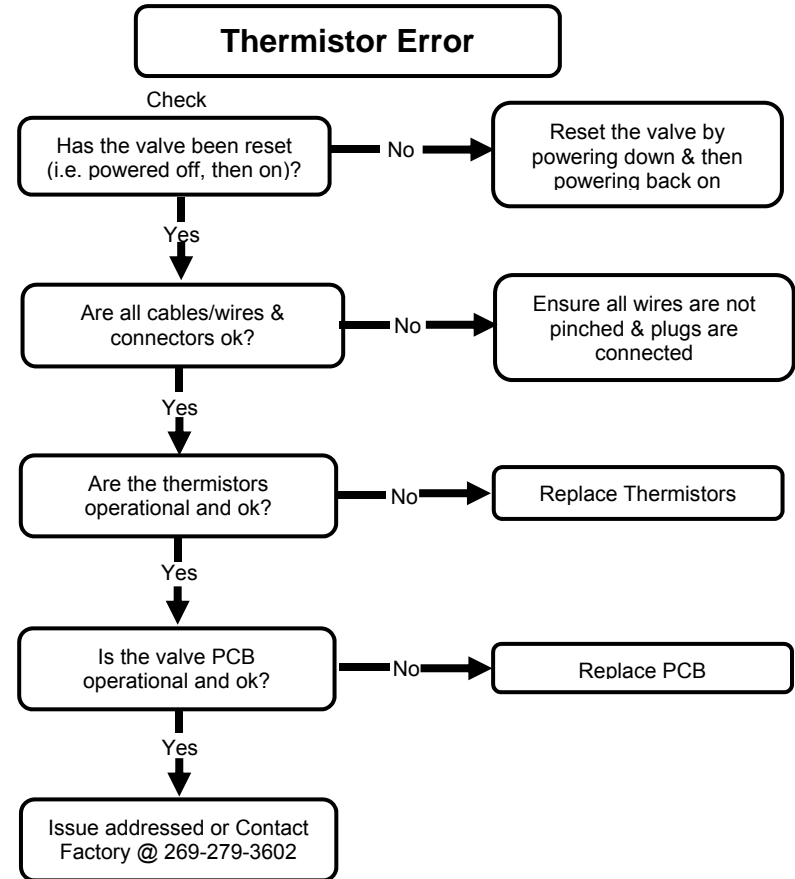 Thermistor Error
Check
Has the valve been reset
(i.e. powered off, then on)?
No
Reset the valve by
powering down & then
powering back on
Yes
Are all cables/wires &
connectors ok?
No
Ensure all wires are not
pinched & plugs are
connected
Yes
Are the thermistors
operational and ok?
No
Replace Thermistors
Yes
Is the valve PCB
operational and ok?
No
Replace PCB
Yes
Issue addressed or Contact
Factory @ 269-279-3602